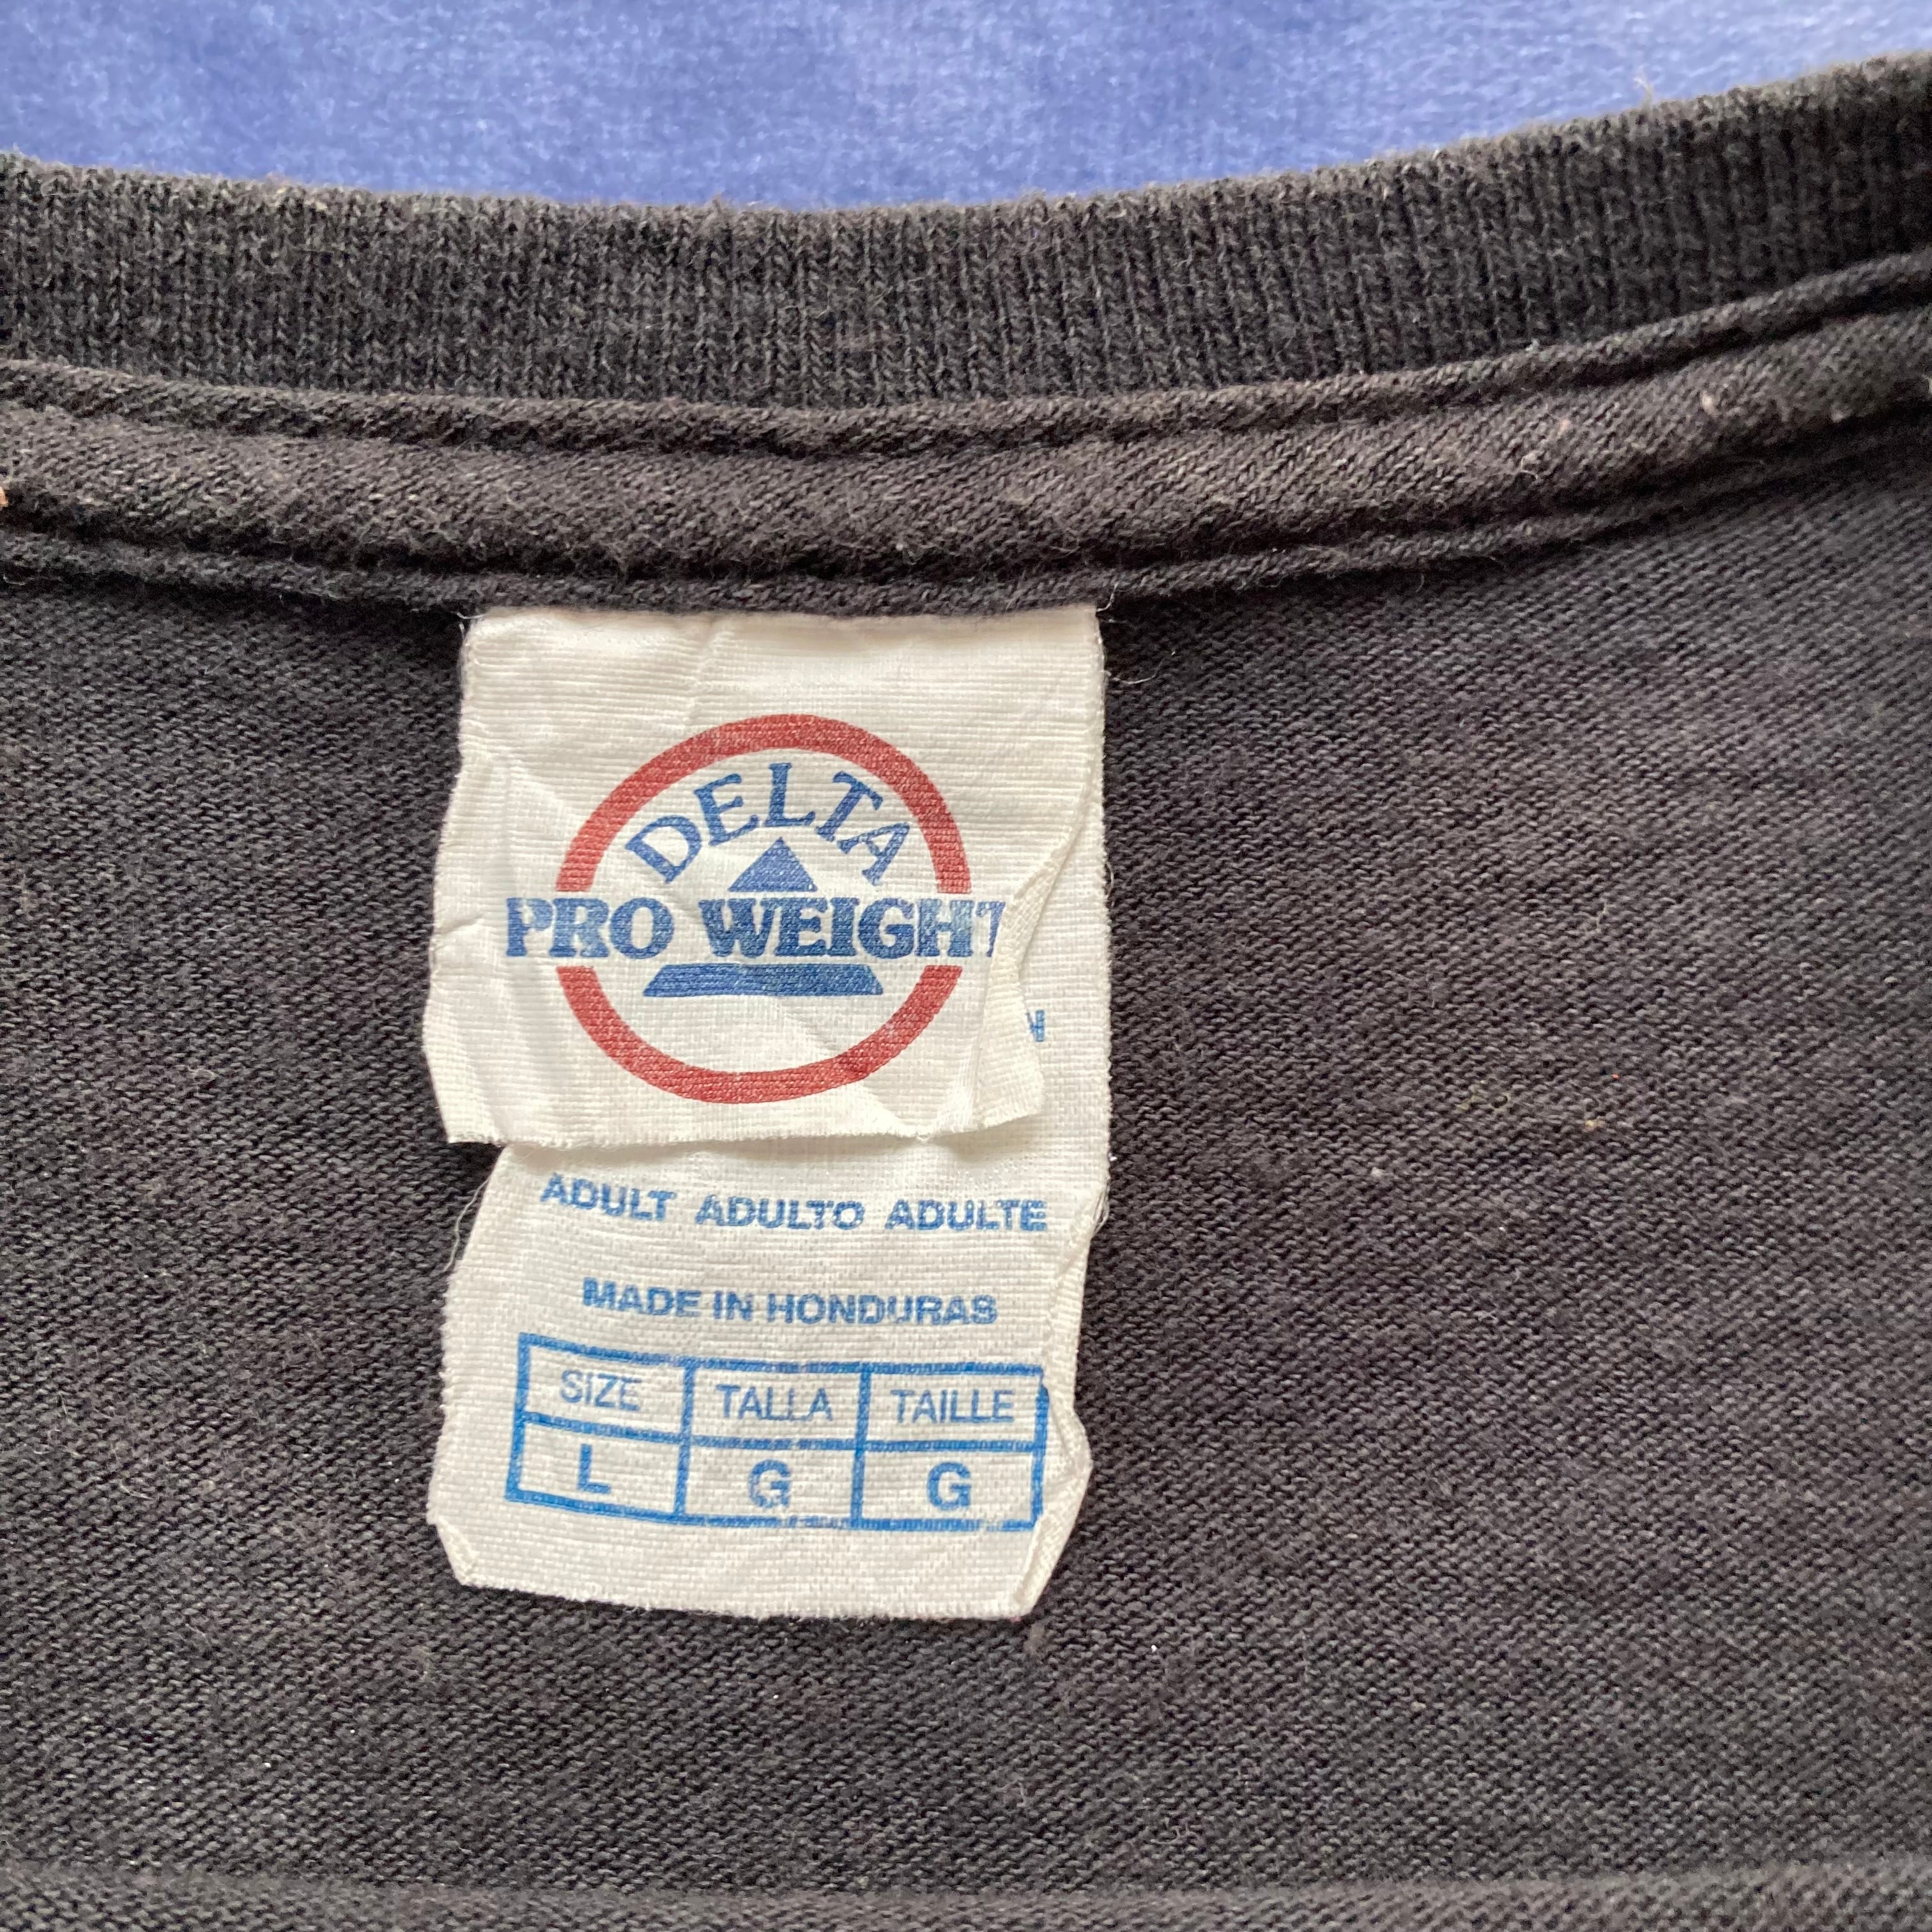 DELTA
PRO WEIGHT
N
ADULT ADULTO ADULTE
MADE IN HONDURAS
SIZE TALLA TAILLE
L G G